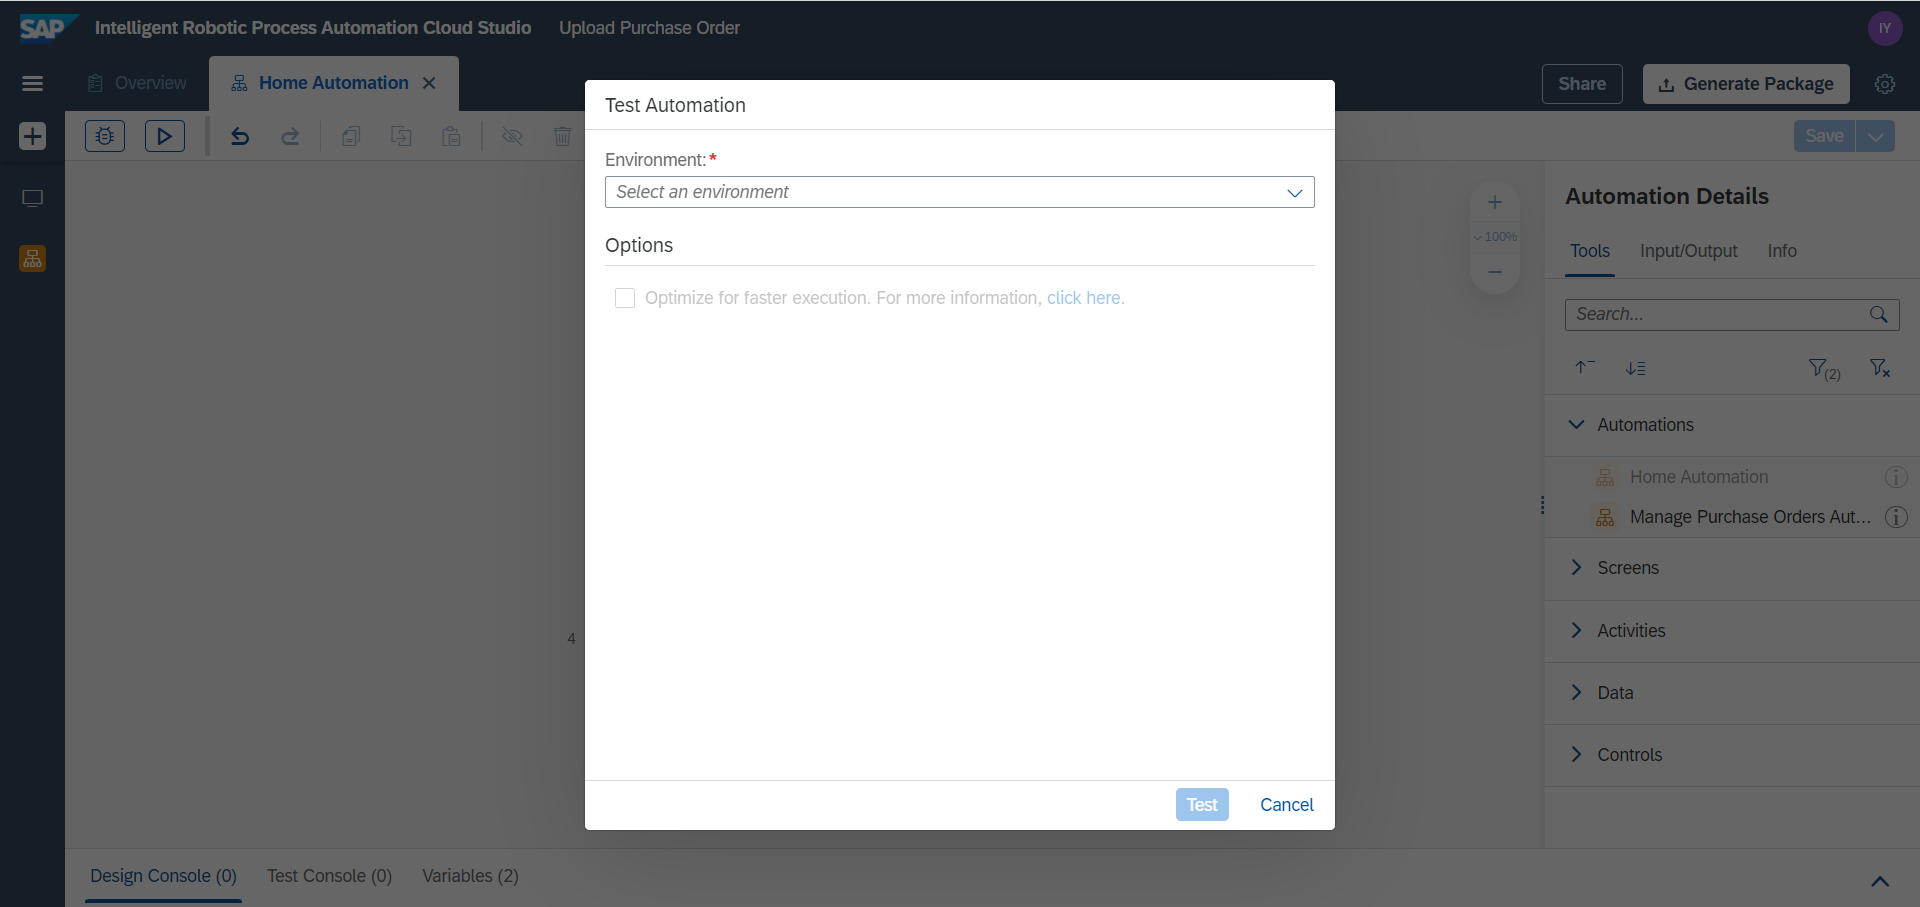 SAP Intelligent Robotic Process Automation Cloud Studio Upload Purchase Order IY
Overview Home Automation Share Generate Package
Save
Test Automation
Environment:*
Select an environment
Options
Optimize for faster execution. For more information, click here.
4
Test Cancel
100%
Automation Details
Tools Input/Output Info
Search...
(2)
Automations
Home Automation
Manage Purchase Orders Aut...
Screens
Activities
Data
Controls
Design Console (0) Test Console (0) Variables (2)